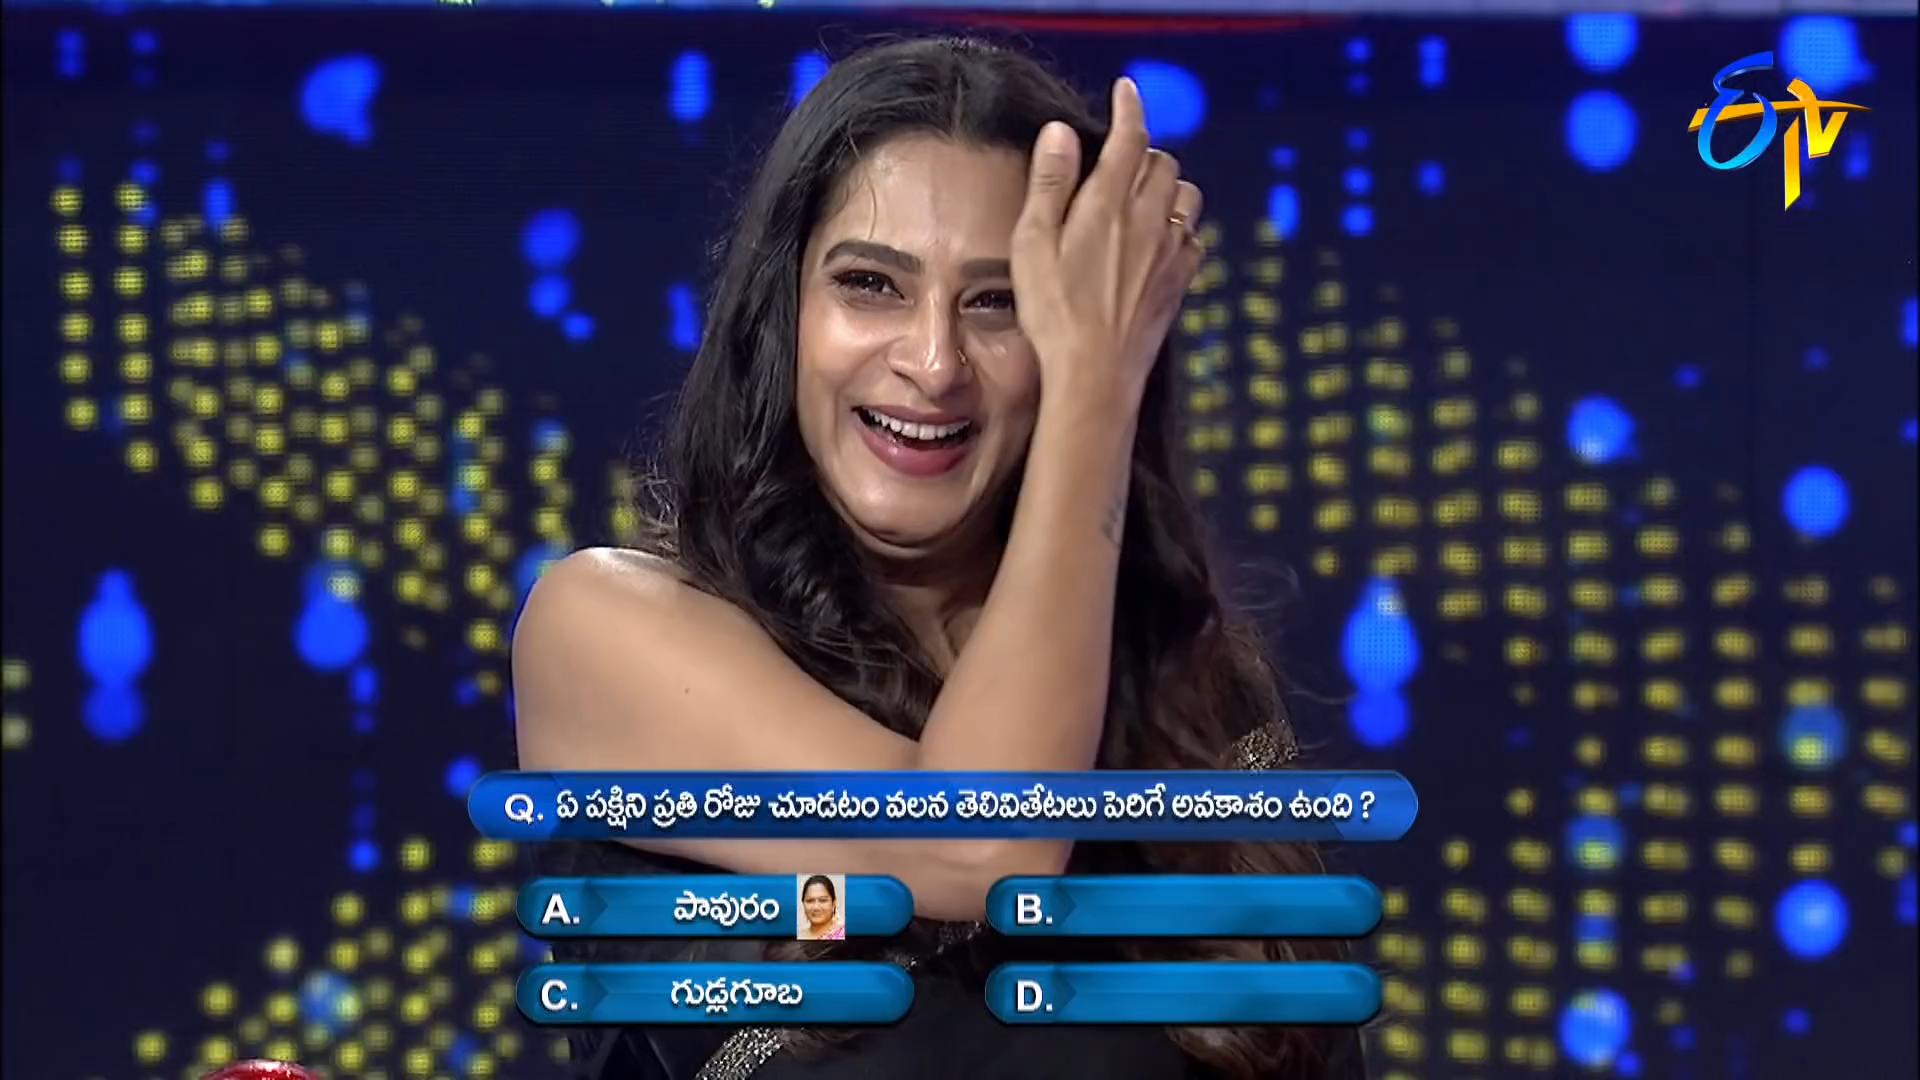 ETV
Q. ఏ పక్షిని ప్రతి రోజు చూడటం వలన తెలివితేటలు పెరిగే అవకాశం ఉంది ?
A. పావురం
B.
C. గుడ్లగూబ
D.